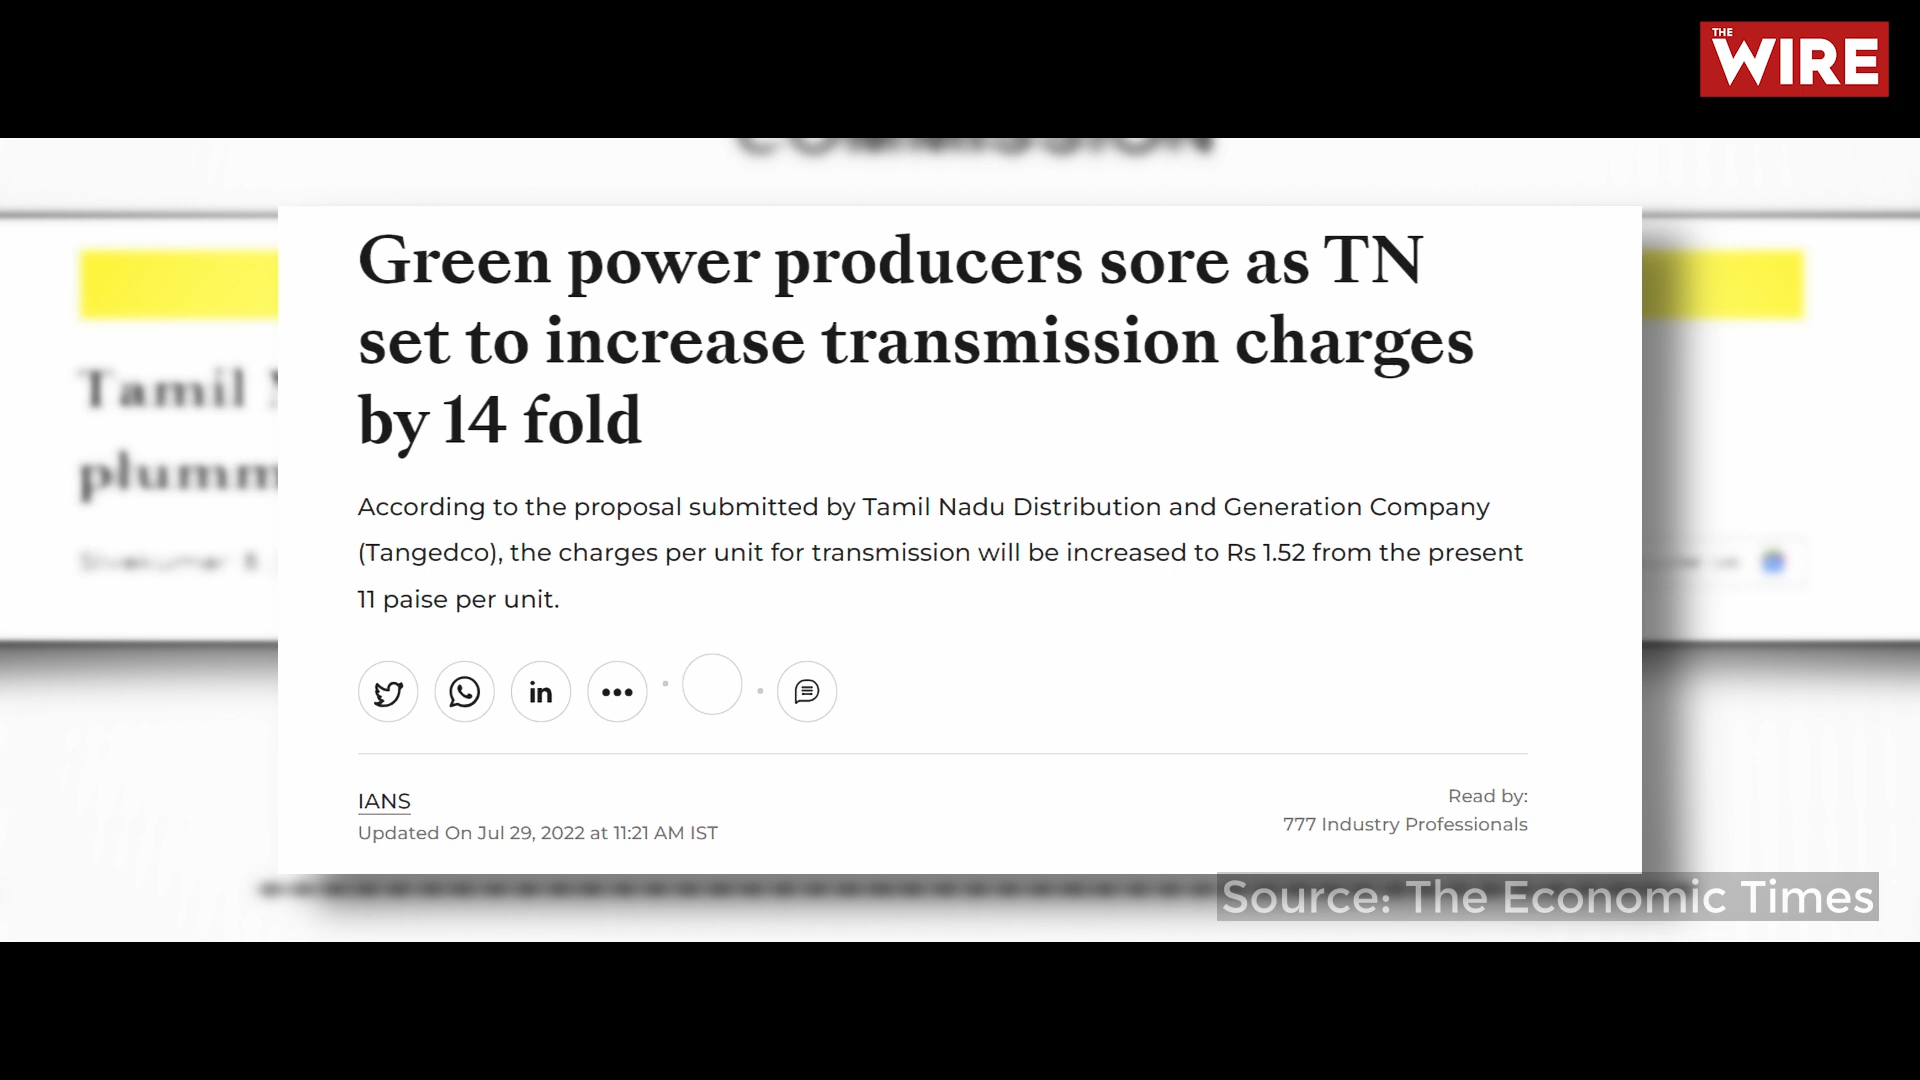 THE
WIRE
COMMISSION
Green power producers sore as TN
set to increase transmission charges
by 14 fold
Tamil
plumm
According to the proposal submitted by Tamil Nadu Distribution and Generation Company
(Tangedco), the charges per unit for transmission will be increased to Rs 1.52 from the present
11 paise per unit.
in
IANS
Updated On Jul 29, 2022 at 11:21 AM IST
Read by:
777 Industry Professionals
Source: The Economic Times